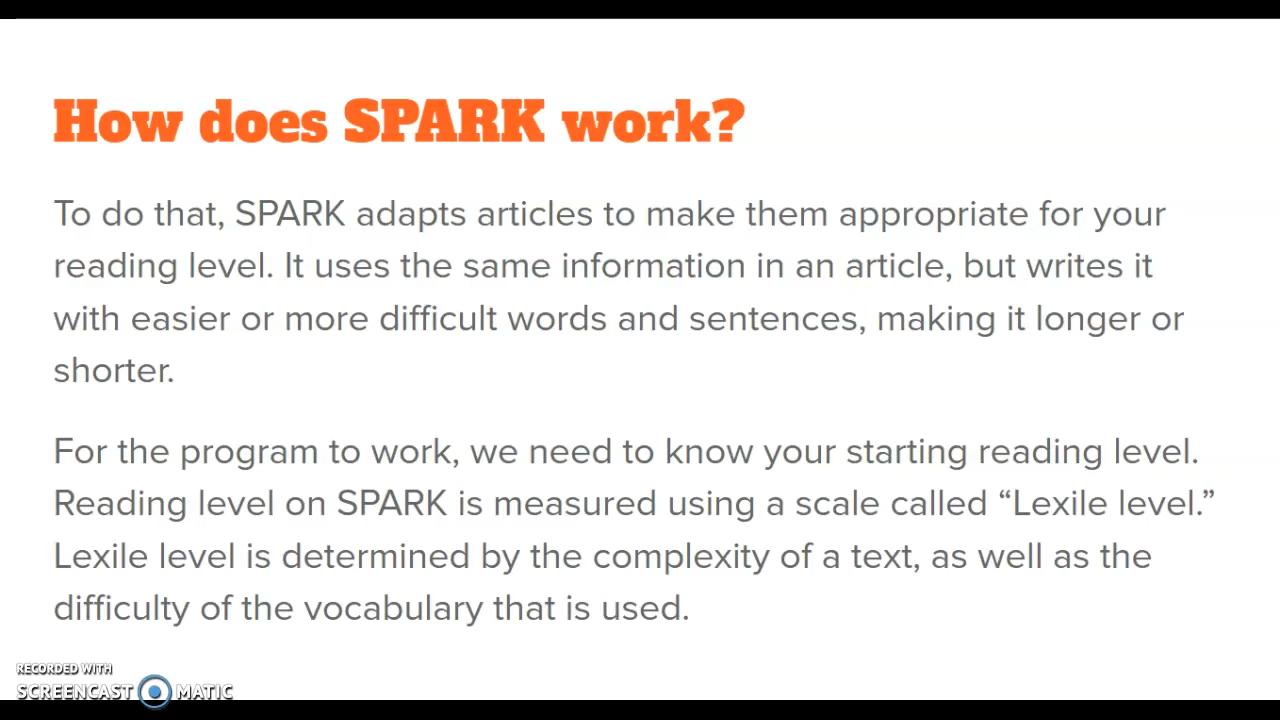 How does SPARK work?
To do that, SPARK adapts articles to make them appropriate for your
reading level. It uses the same information in an article, but writes it
with easier or more difficult words and sentences, making it longer or
shorter.
For the program to work, we need to know your starting reading level.
Reading level on SPARK is measured using a scale called “Lexile level.”
Lexile level is determined by the complexity of a text, as well as the
difficulty of the vocabulary that is used.
RECORDED WITH
SCREENCAST MATIC